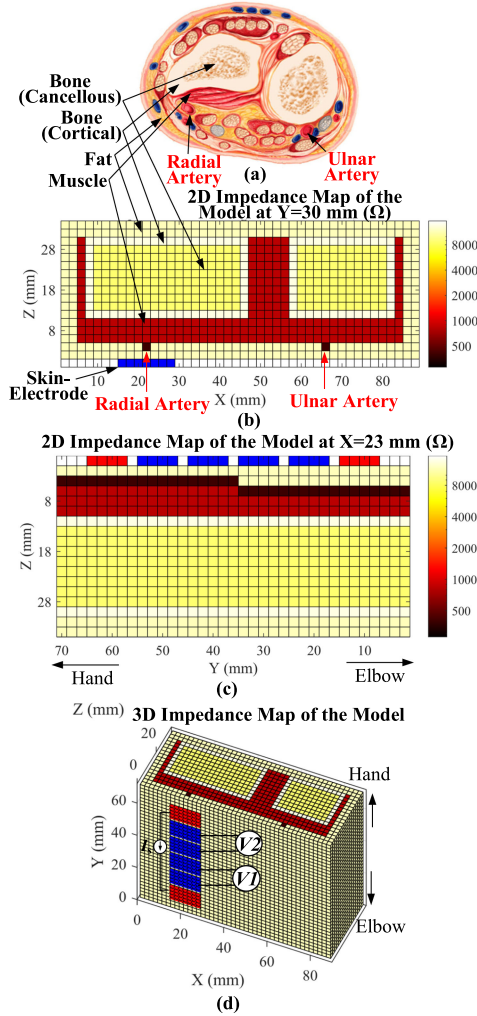 Bone
(Cancellous)
Bone
(Cortical)
Fat
Muscle
Radial
Artery
Ulnar
Artery
(a)
2D Impedance Map of the
Model at Y=30 mm (Ω)
Z (mm)
28
18
8
8000
4000
2000
1000
500
Skin-
Electrode
10 20 30 40 50 60 70 80
X (mm)
Radial Artery
Ulnar Artery
(b)
2D Impedance Map of the Model at X=23 mm (Ω)
Z (mm)
8
18
28
8000
4000
2000
1000
500
70 60 50 40 30 20 10
Y (mm)
Hand
Elbow
(c)
Z (mm)
3D Impedance Map of the Model
20
0
80
60
40
20
0
Y (mm)
Hand
V2
V1
Elbow
0
20
40
60
80
X (mm)
(d)